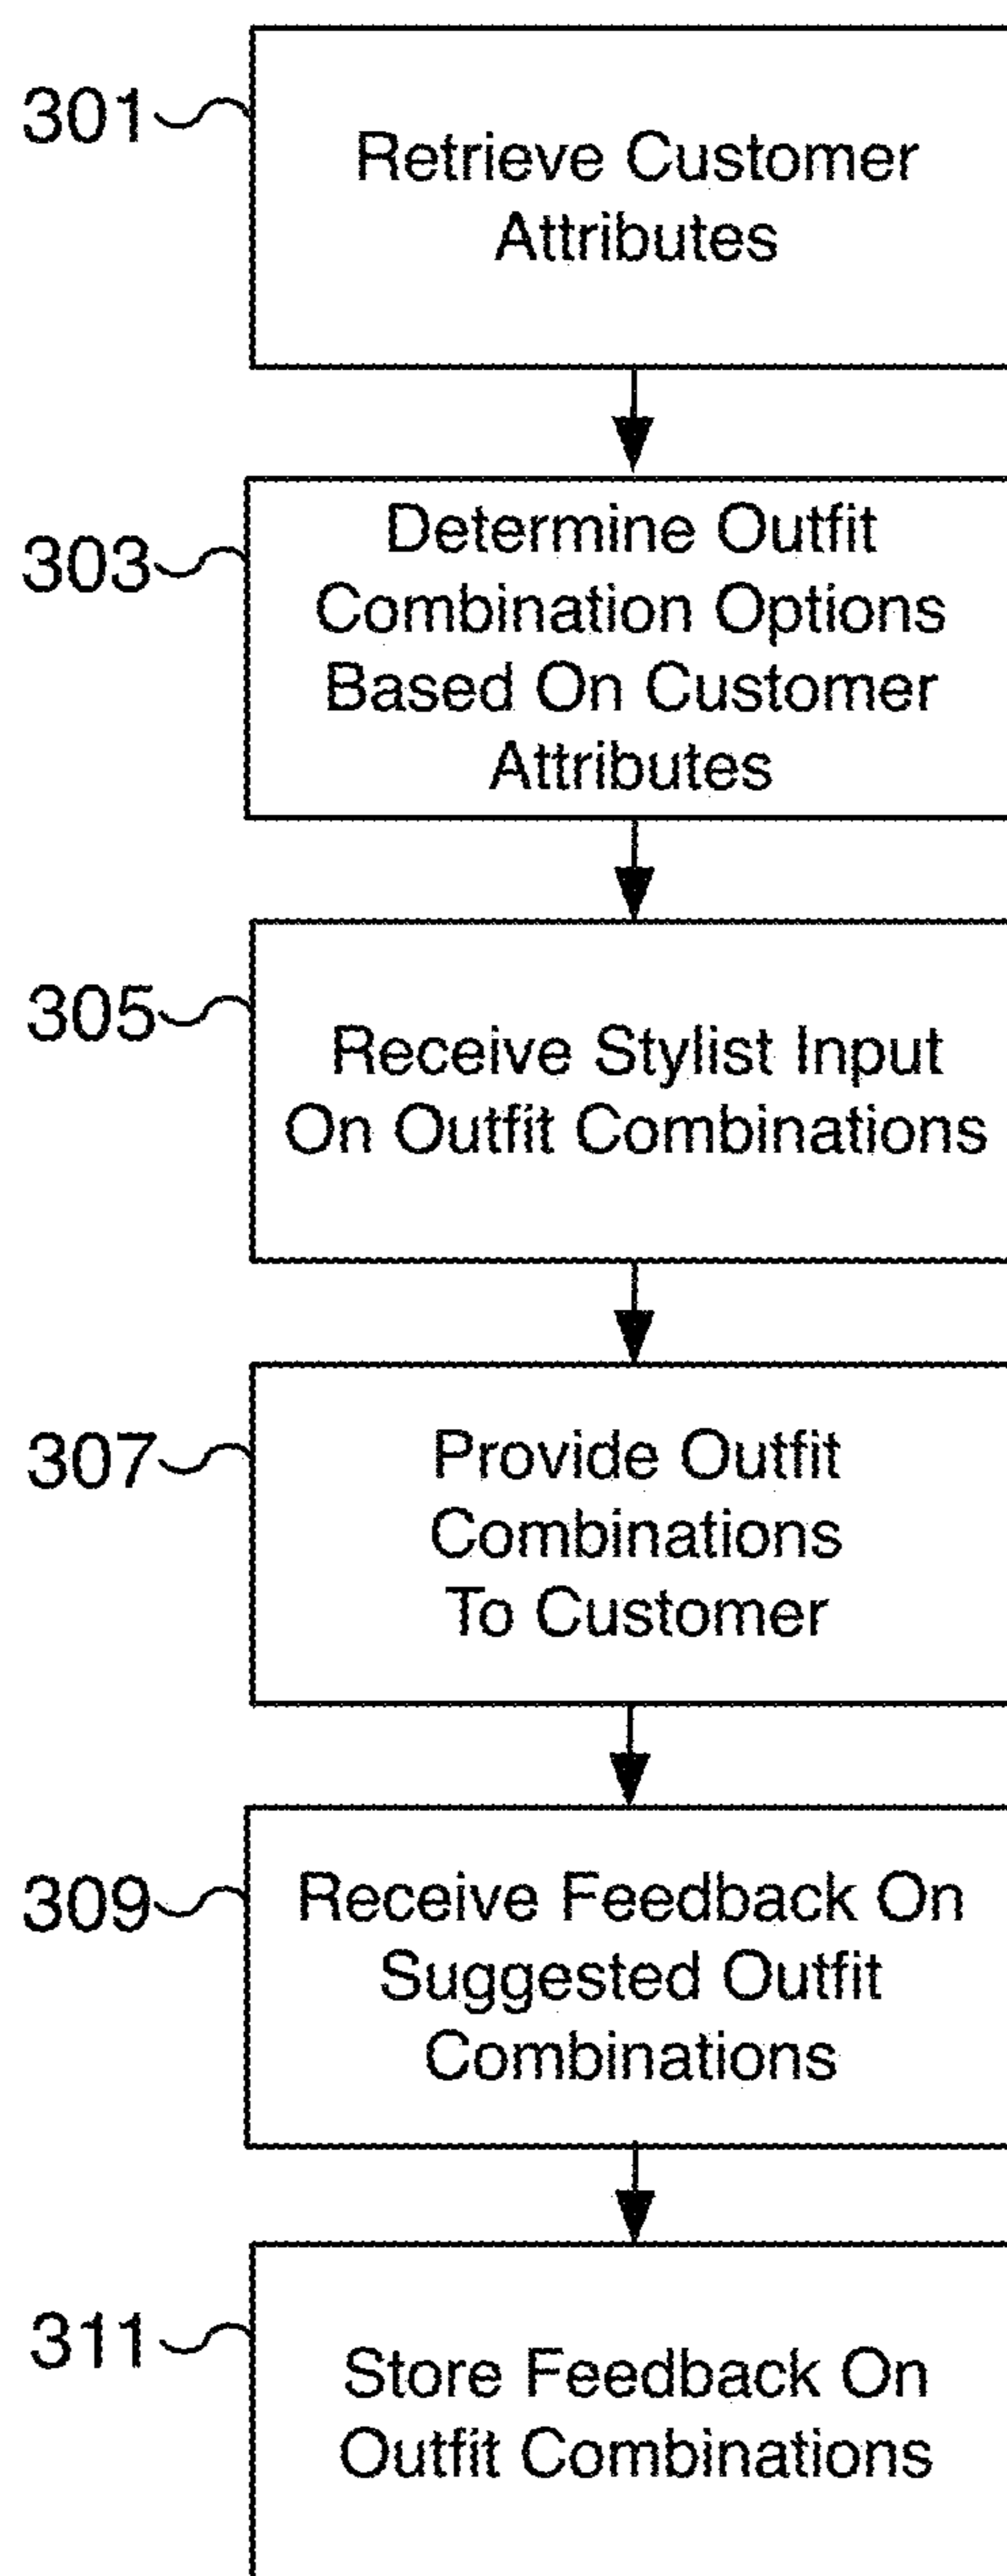 301
Retrieve Customer
Attributes
303
Determine Outfit
Combination Options
Based On Customer
Attributes
305
Receive Stylist Input
On Outfit Combinations
307
Provide Outfit
Combinations
To Customer
309
Receive Feedback On
Suggested Outfit
Combinations
311
Store Feedback On
Outfit Combinations